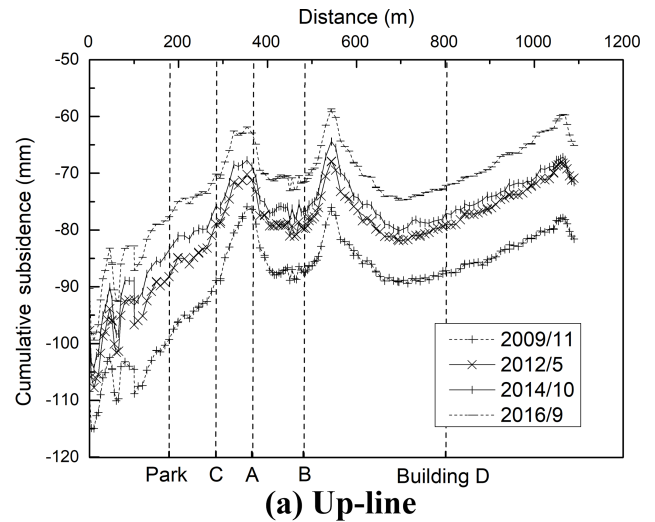 Distance (m)
0 200 400 600 800 1000 1200
Cumulative subsidence (mm)
-50
-60
-70
-80
-90
-100
-110
-120
2009/11
2012/5
2014/10
2016/9
Park C A B Building D
(a) Up-line